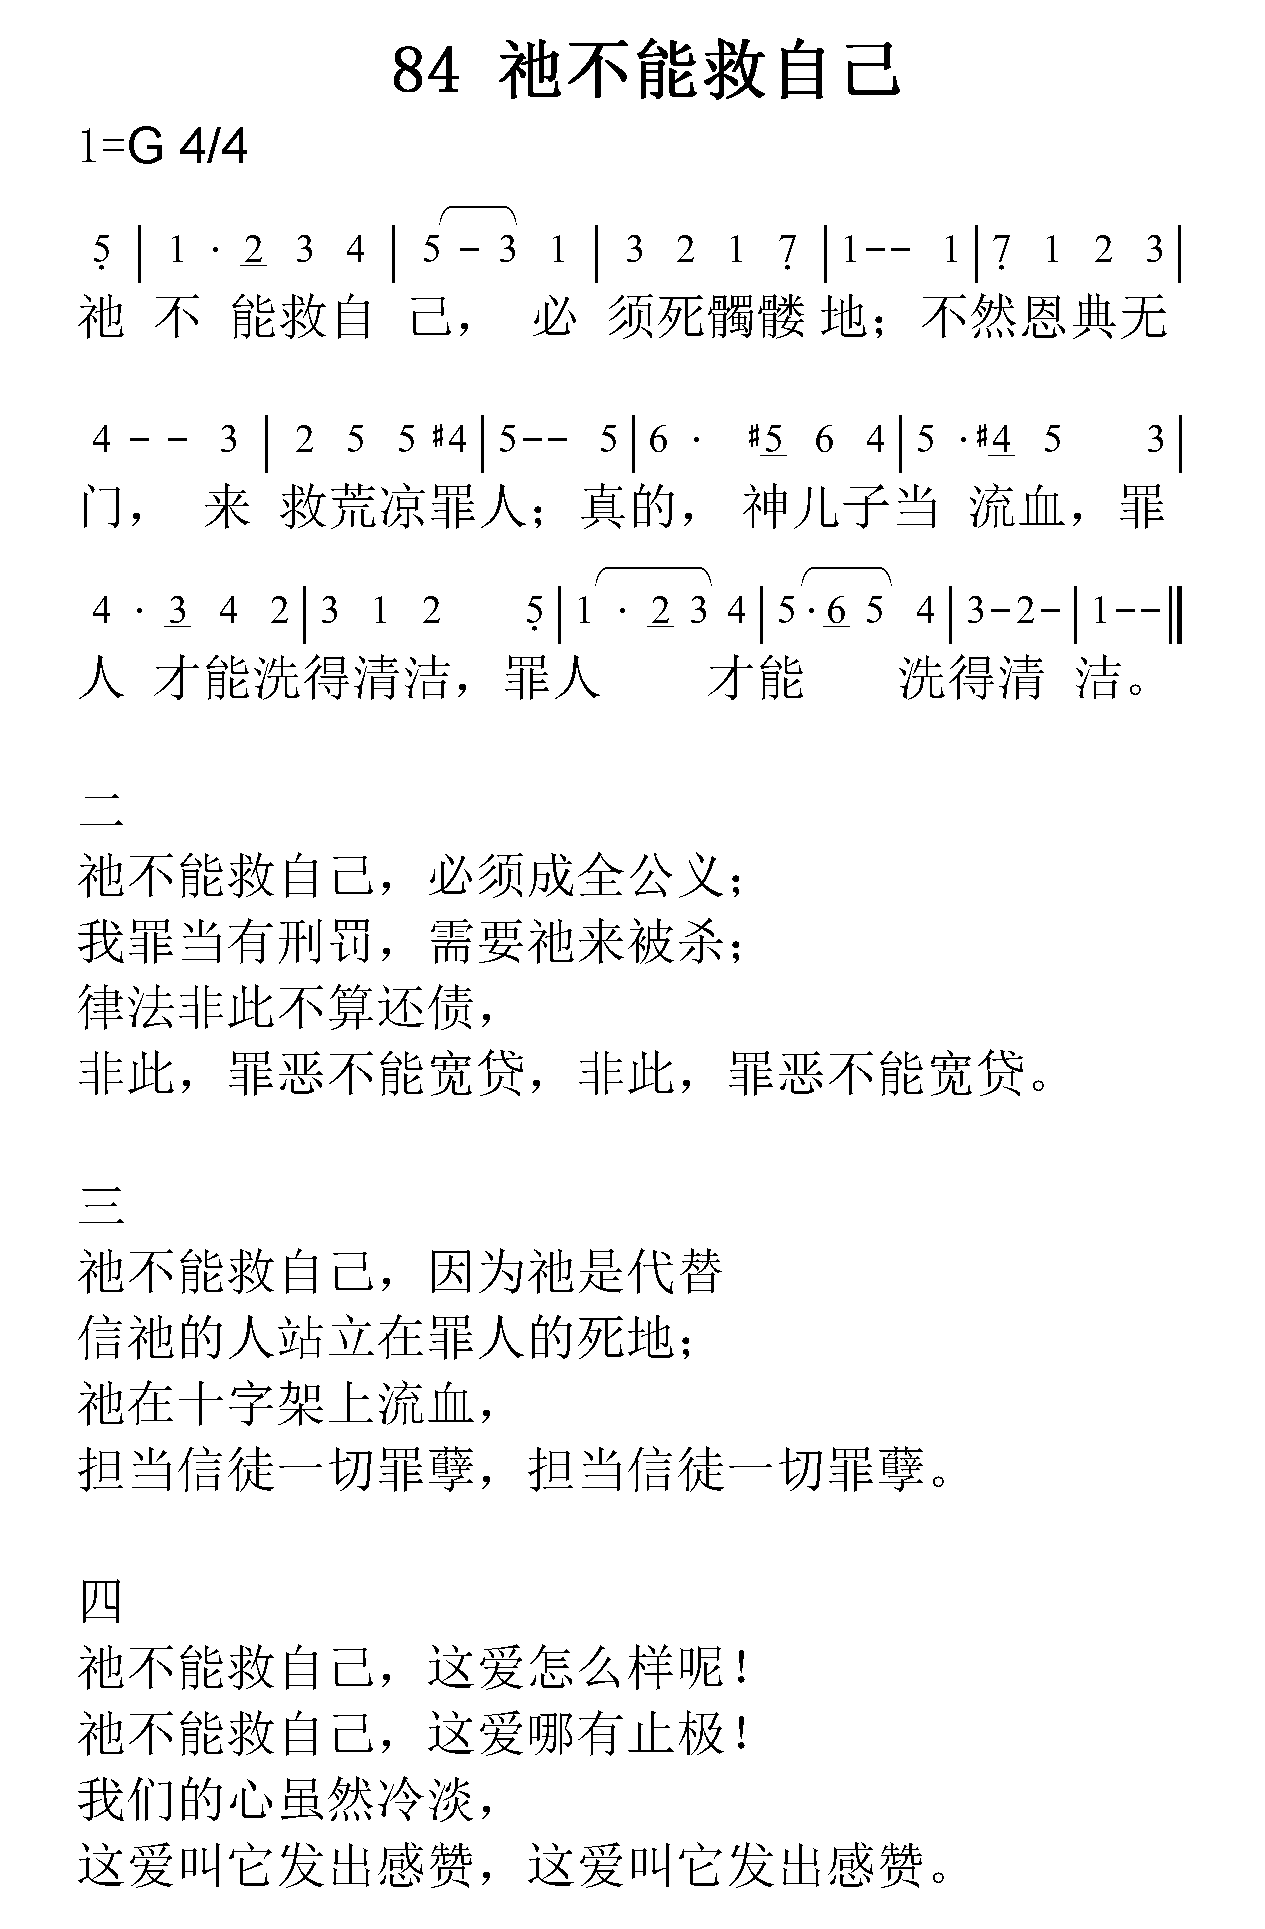 84 祂不能救自己
1=G 4/4
5̣ | 1 · 2 3 4 | 5 - 3 1 | 3 2 1 7̣ | 1-- 1 | 7̣ 1 2 3 |
祂 不 能救自 己， 必 须死髑髅 地；不然恩典无
4 - - 3 | 2 5 5 #4 | 5-- 5 | 6 · #5 6 4 | 5 ·#4 5 3 |
门， 来 救荒凉罪人；真的， 神儿子当 流血，罪
4 · 3 4 2 | 3 1 2 5̣ | 1 · 2 3 4 | 5·6 5 4 | 3-2- | 1--‖
人 才能洗得清洁，罪人 才能 洗得清 洁。
二
祂不能救自己，必须成全公义；
我罪当有刑罚，需要祂来被杀；
律法非此不算还债，
非此，罪恶不能宽贷，非此，罪恶不能宽贷。
三
祂不能救自己，因为祂是代替
信祂的人站立在罪人的死地；
祂在十字架上流血，
担当信徒一切罪孽，担当信徒一切罪孽。
四
祂不能救自己，这爱怎么样呢！
祂不能救自己，这爱哪有止极！
我们的心虽然冷淡，
这爱叫它发出感赞，这爱叫它发出感赞。